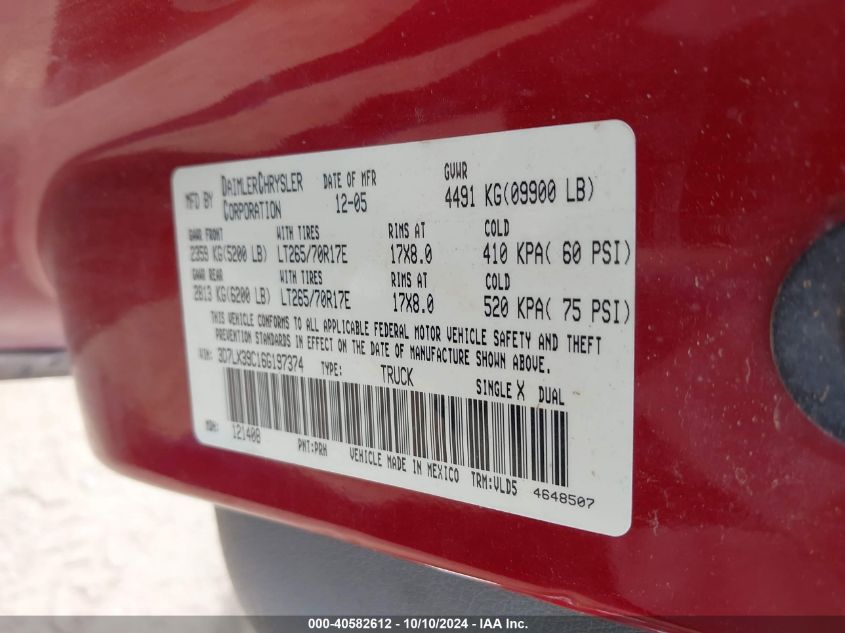 MFD BY DAIMLERCHRYSLER CORPORATION DATE OF MFR 12-05 GVWR 4491 KG(09900 LB)
GAWR FRONT WITH TIRES RIMS AT COLD
2359 KG(5200 LB) LT265/70R17E 17X8.0 410 KPA( 60 PSI)
GAWR REAR WITH TIRES RIMS AT COLD
2813 KG(6200 LB) LT265/70R17E 17X8.0 520 KPA( 75 PSI)
THIS VEHICLE CONFORMS TO ALL APPLICABLE FEDERAL MOTOR VEHICLE SAFETY AND THEFT
PREVENTION STANDARDS IN EFFECT ON THE DATE OF MANUFACTURE SHOWN ABOVE.
VIN: 3D7LX39C16G197374 TYPE: TRUCK SINGLE X DUAL
MDH: 121408 PNT:PRH VEHICLE MADE IN MEXICO TRM:VLD5 4648507
000-40582612 - 10/10/2024 - IAA Inc.